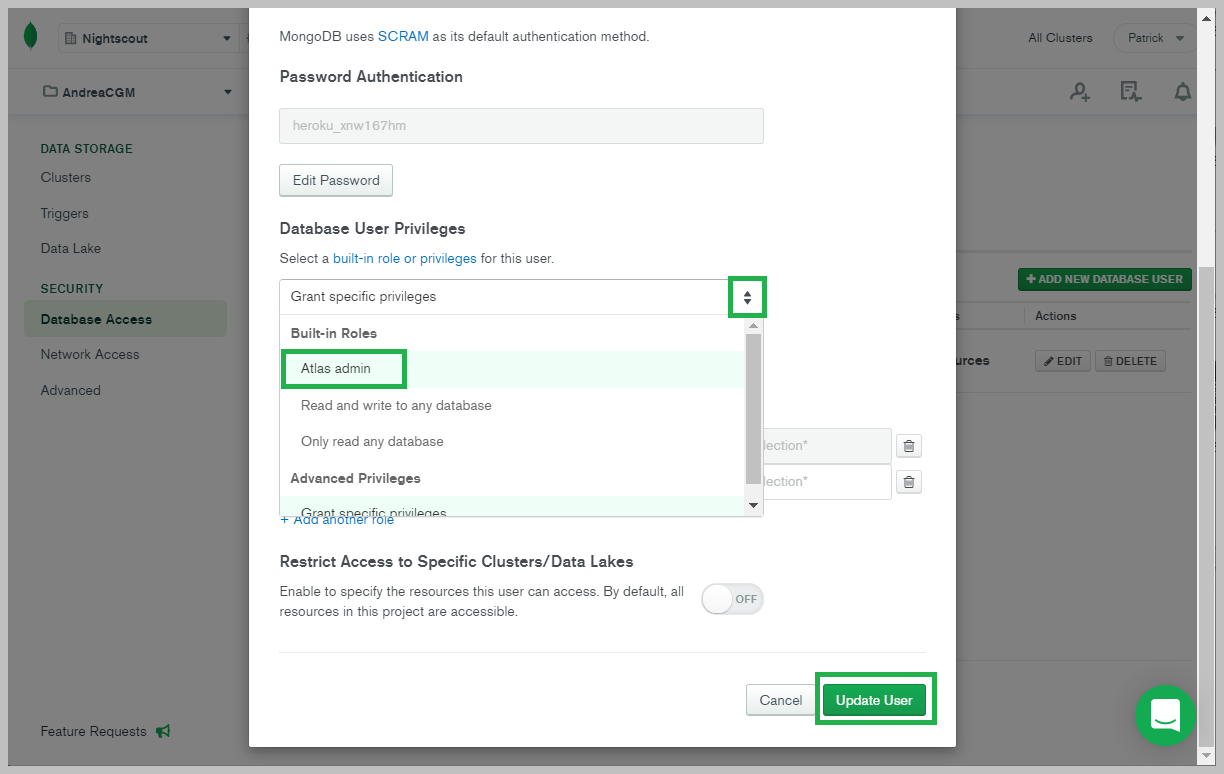 Nightscout
All Clusters
Patrick
AndreaCGM
DATA STORAGE
Clusters
Triggers
Data Lake
SECURITY
Database Access
Network Access
Advanced
Feature Requests
MongoDB uses SCRAM as its default authentication method.
Password Authentication
heroku_xnw167hm
Edit Password
Database User Privileges
Select a built-in role or privileges for this user.
Grant specific privileges
Built-in Roles
Atlas admin
Read and write to any database
Only read any database
Advanced Privileges
Grant specific privileges
lection*
lection*
+ Add another role
Restrict Access to Specific Clusters/Data Lakes
Enable to specify the resources this user can access. By default, all
resources in this project are accessible.
OFF
Cancel
Update User
+ ADD NEW DATABASE USER
s
Actions
urces
EDIT
DELETE